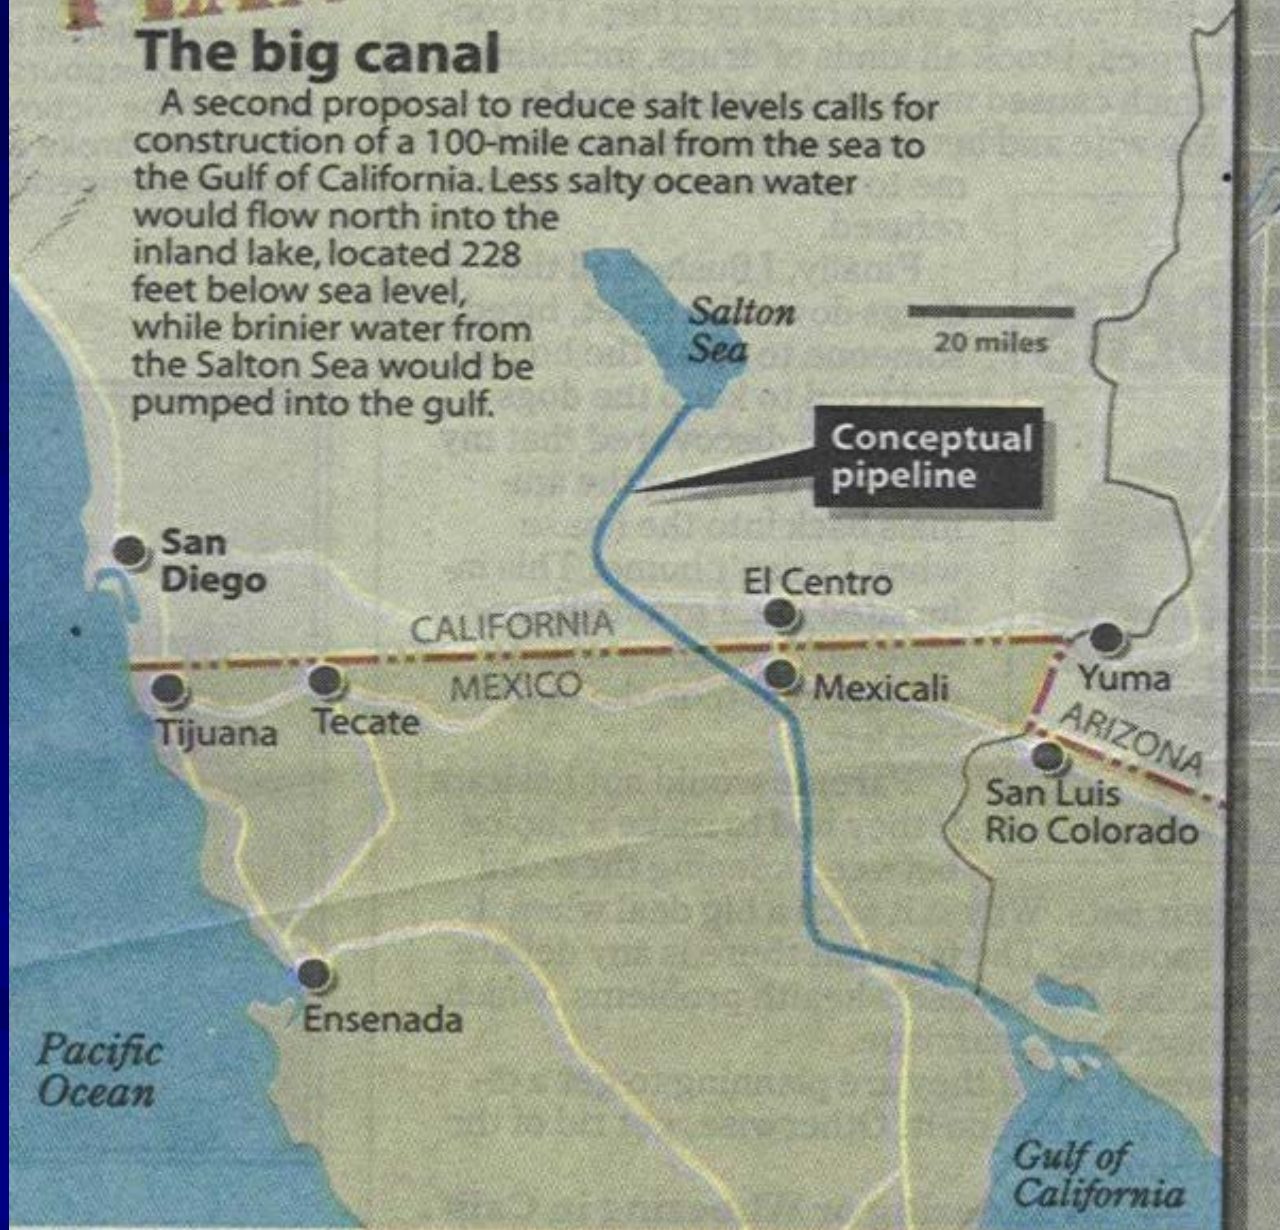 The big canal
A second proposal to reduce salt levels calls for
construction of a 100-mile canal from the sea to
the Gulf of California. Less salty ocean water
would flow north into the
inland lake, located 228
feet below sea level,
while brinier water from
the Salton Sea would be
pumped into the gulf.
Salton
Sea
20 miles
Conceptual
pipeline
San
Diego
El Centro
CALIFORNIA
MEXICO
Yuma
Mexicali
Tijuana
Tecate
ARIZONA
San Luis
Rio Colorado
Ensenada
Pacific
Ocean
Gulf of
California